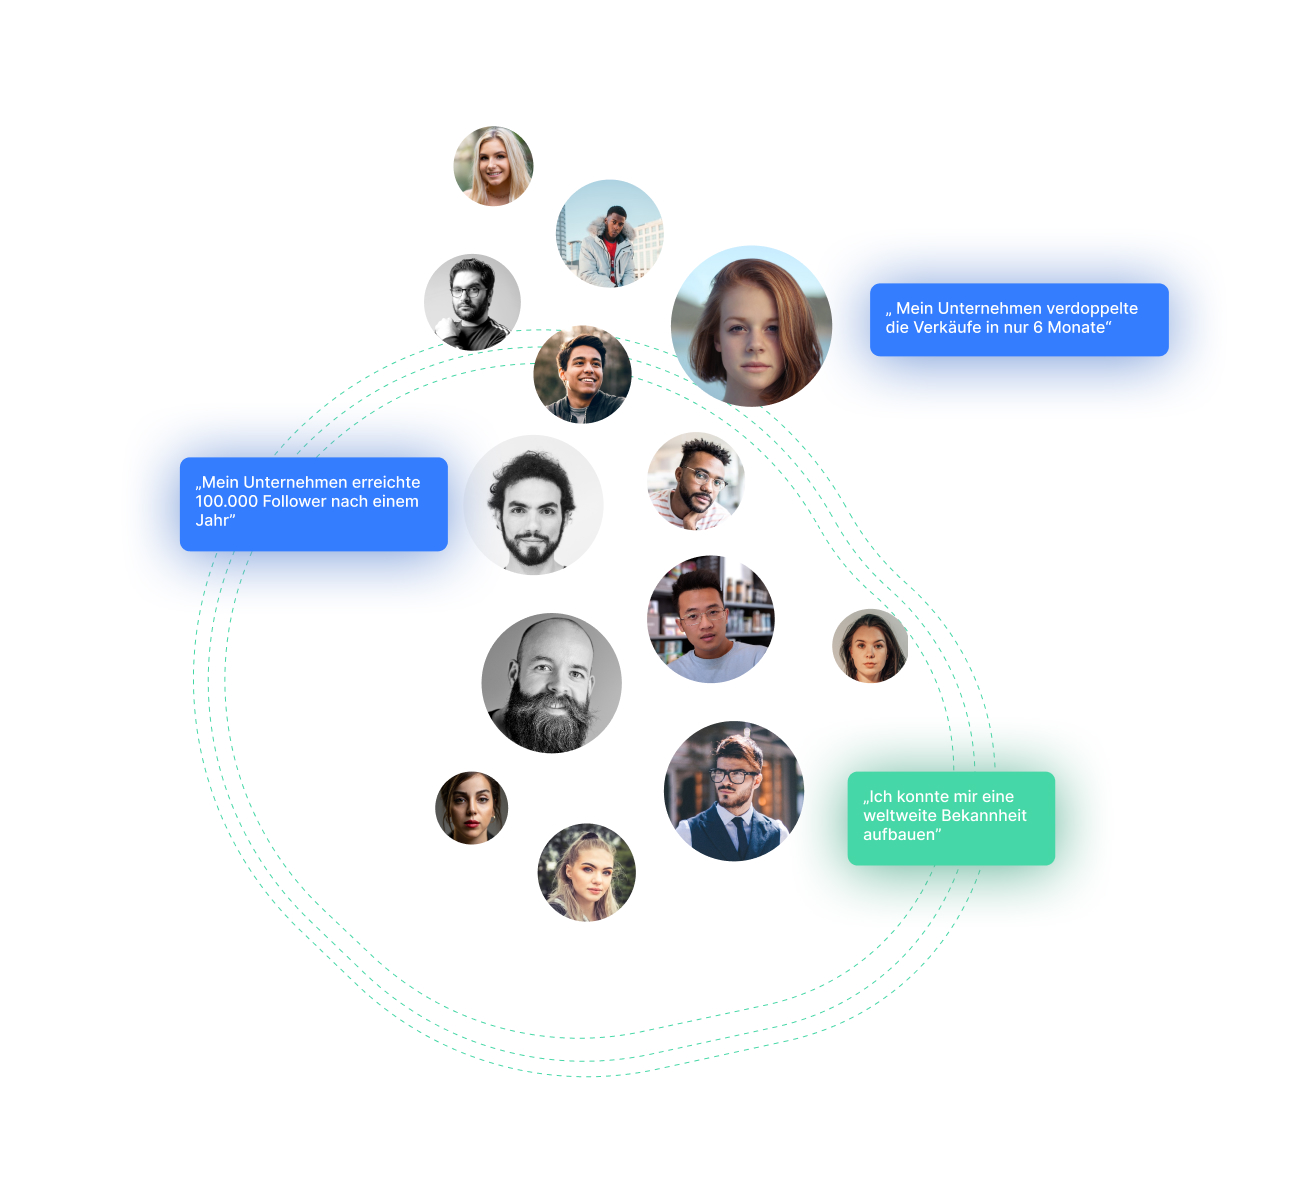 „ Mein Unternehmen verdoppelte
die Verkäufe in nur 6 Monate“
„Mein Unternehmen erreichte
100.000 Follower nach einem
Jahr”
„Ich konnte mir eine
weltweite Bekannheit
aufbauen”